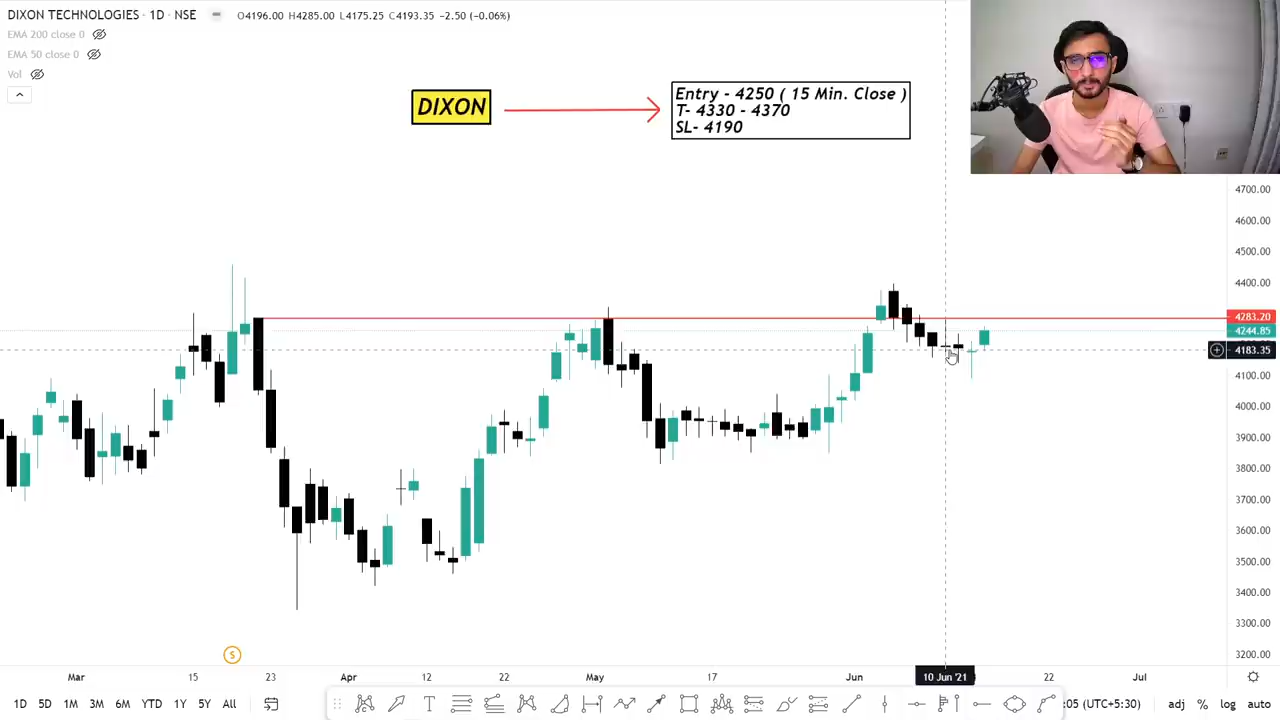 DIXON TECHNOLOGIES · 1D · NSE
O4196.00 H4285.00 L4175.25 C4193.35 -2.50 (-0.06%)
EMA 200 close 0
EMA 50 close 0
Vol
DIXON
Entry - 4250 ( 15 Min. Close )
T- 4330 - 4370
SL- 4190
4700.00
4600.00
4500.00
4400.00
4283.20
4244.85
4183.35
4100.00
4000.00
3900.00
3800.00
3700.00
3600.00
3500.00
3400.00
3300.00
3200.00
S
Mar 15 23 Apr 12 22 May 17 Jun 10 Jun '21 22 Jul
1D 5D 1M 3M 6M YTD 1Y 5Y All
:05 (UTC+5:30) adj % log auto